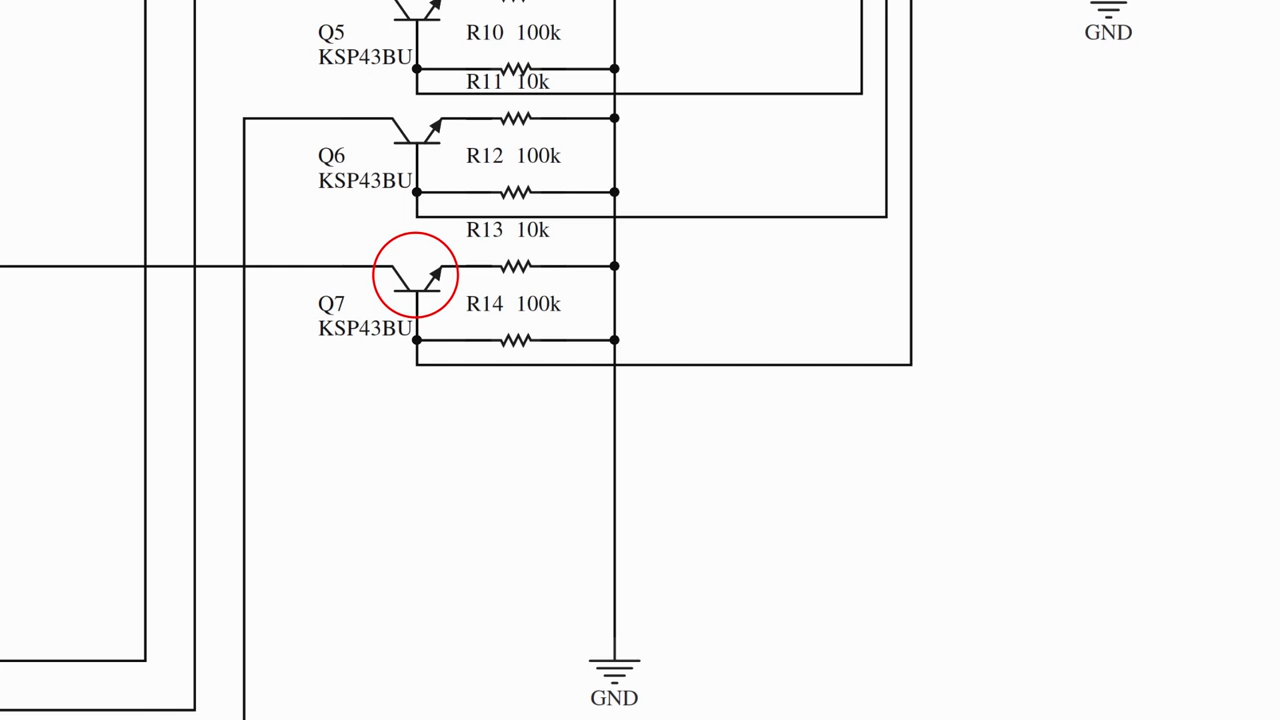 Q5
KSP43BU
R10 100k
R11 10k
Q6
KSP43BU
R12 100k
R13 10k
Q7
KSP43BU
R14 100k
GND
GND